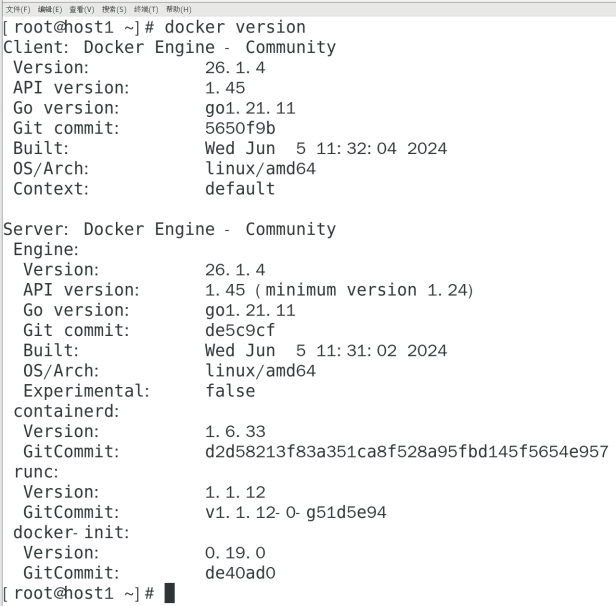 文件(F) 编辑(E) 查看(V) 搜索(S) 终端(T) 帮助(H)
[root@host1 ~]# docker version
Client: Docker Engine - Community
 Version:           26.1.4
 API version:       1.45
 Go version:        go1.21.11
 Git commit:        5650f9b
 Built:             Wed Jun  5 11:32:04 2024
 OS/Arch:           linux/amd64
 Context:           default

Server: Docker Engine - Community
 Engine:
  Version:          26.1.4
  API version:      1.45 (minimum version 1.24)
  Go version:       go1.21.11
  Git commit:       de5c9cf
  Built:            Wed Jun  5 11:31:02 2024
  OS/Arch:          linux/amd64
  Experimental:     false
 containerd:
  Version:          1.6.33
  GitCommit:        d2d58213f83a351ca8f528a95fbd145f5654e957
 runc:
  Version:          1.1.12
  GitCommit:        v1.1.12-0-g51d5e94
 docker-init:
  Version:          0.19.0
  GitCommit:        de40ad0
[root@host1 ~]#